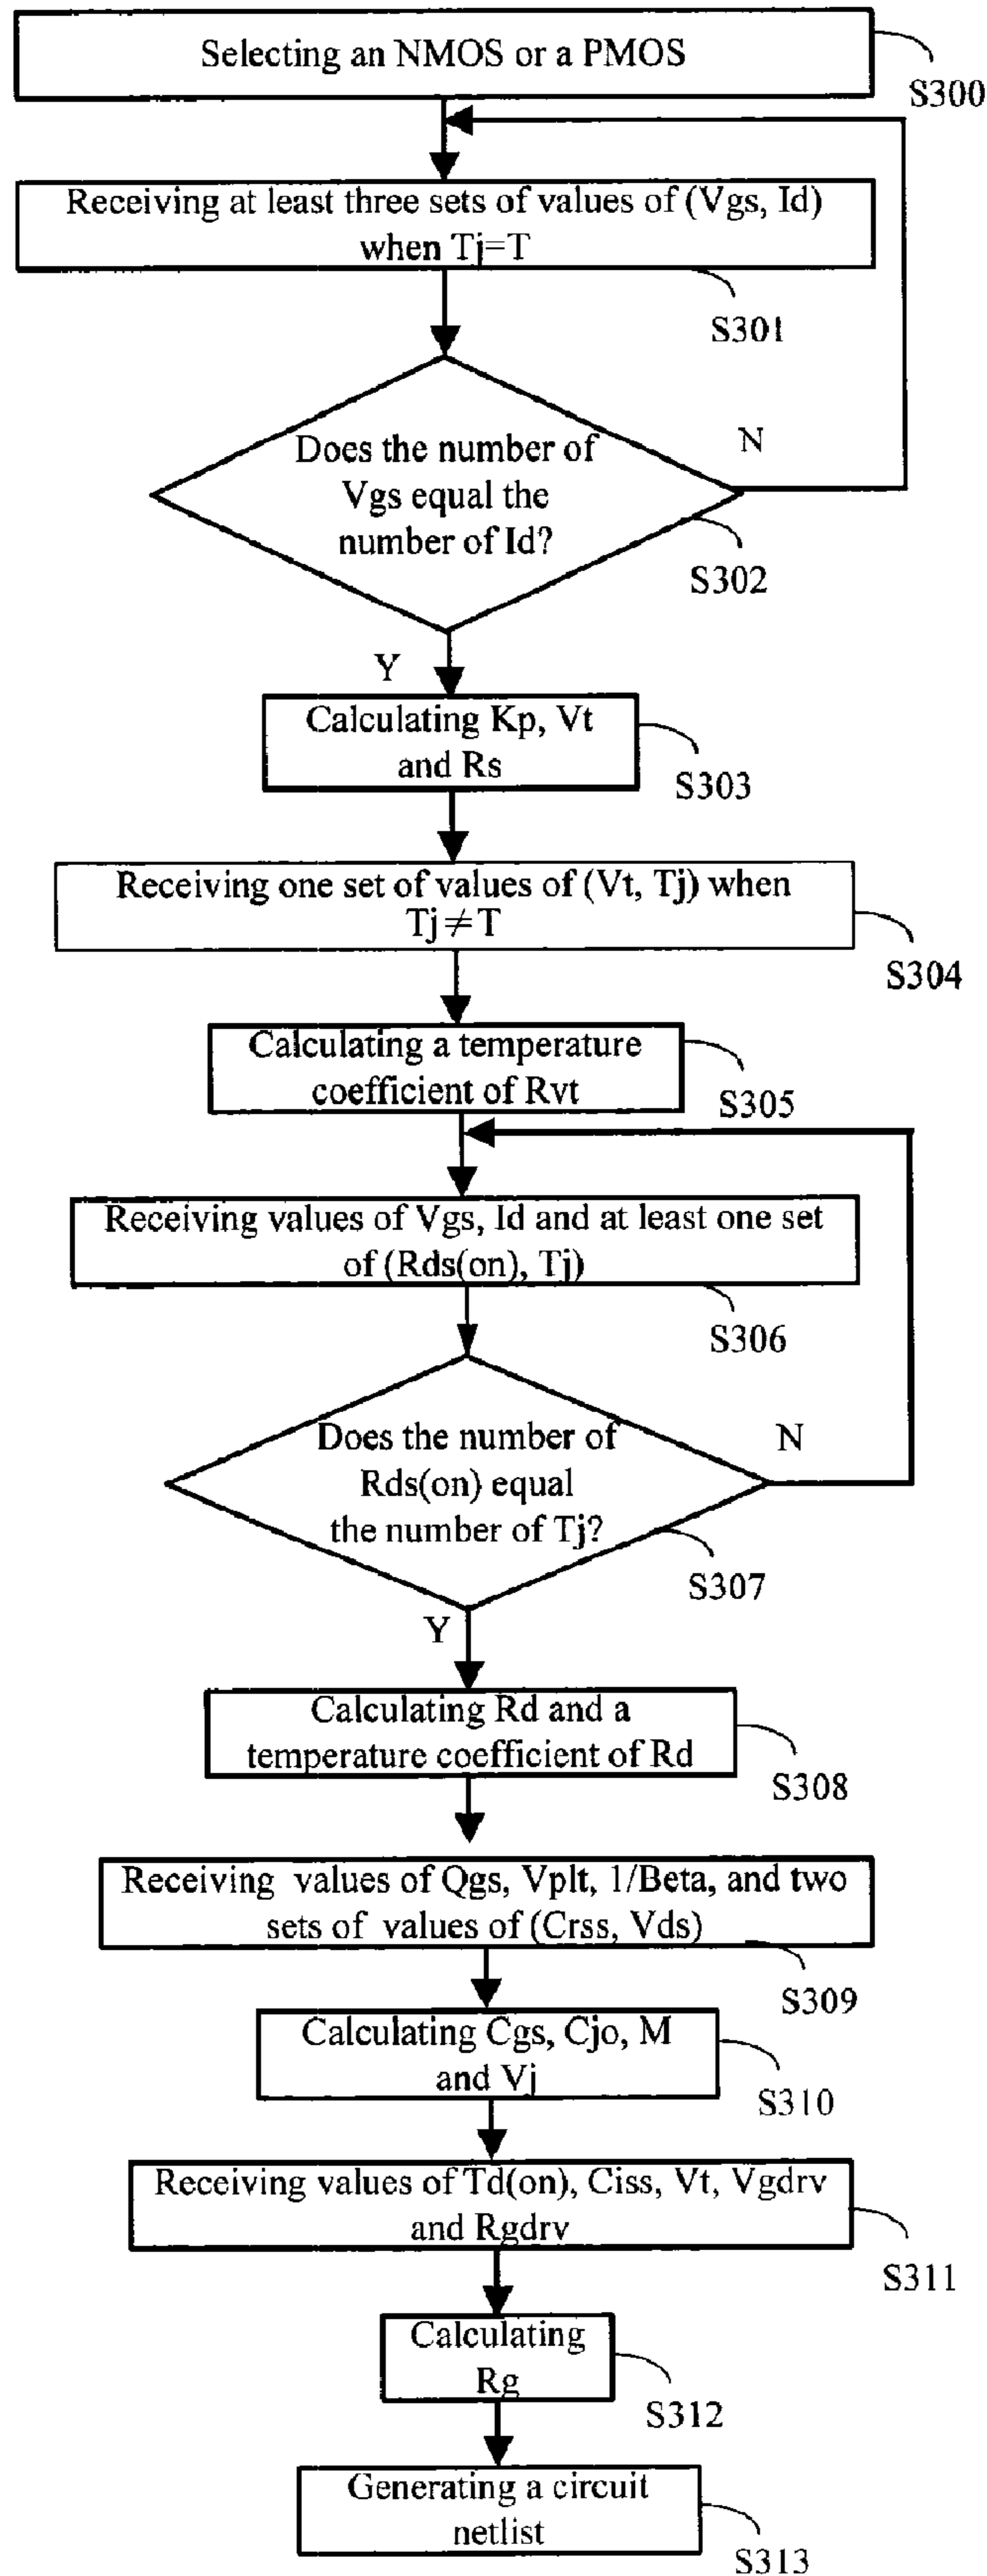 Selecting an NMOS or a PMOS
S300
Receiving at least three sets of values of (Vgs, Id)
when Tj=T
S301
Does the number of
Vgs equal the
number of Id?
N
S302
Y
Calculating Kp, Vt
and Rs
S303
Receiving one set of values of (Vt, Tj) when
Tj≠T
S304
Calculating a temperature
coefficient of Rvt
S305
Receiving values of Vgs, Id and at least one set
of (Rds(on), Tj)
S306
Does the number of
Rds(on) equal
the number of Tj?
N
S307
Y
Calculating Rd and a
temperature coefficient of Rd
S308
Receiving values of Qgs, Vplt, 1/Beta, and two
sets of values of (Crss, Vds)
S309
Calculating Cgs, Cjo, M
and Vj
S310
Receiving values of Td(on), Ciss, Vt, Vgdrv
and Rgdrv
S311
Calculating
Rg
S312
Generating a circuit
netlist
S313